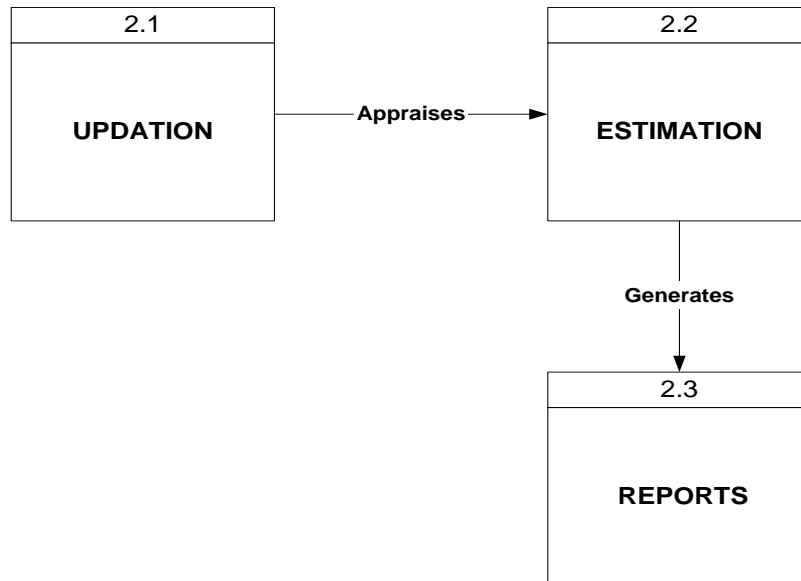 2.1
UPDATION
Appraises
2.2
ESTIMATION
Generates
2.3
REPORTS